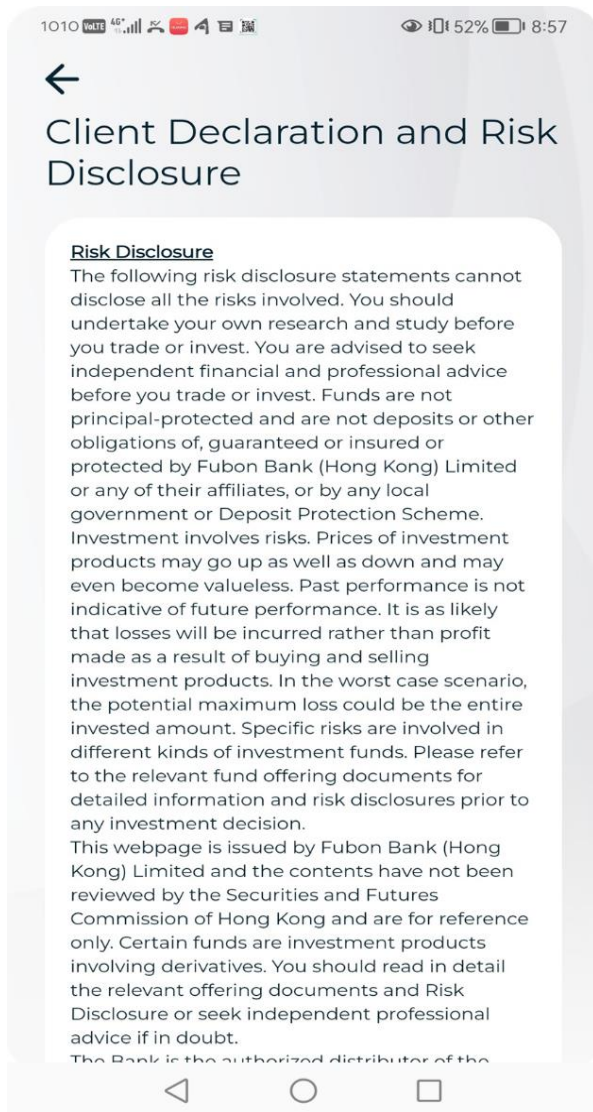 1010 VoLTE 4G+ 52% 8:57
Client Declaration and Risk
Disclosure
Risk Disclosure
The following risk disclosure statements cannot
disclose all the risks involved. You should
undertake your own research and study before
you trade or invest. You are advised to seek
independent financial and professional advice
before you trade or invest. Funds are not
principal-protected and are not deposits or other
obligations of, guaranteed or insured or
protected by Fubon Bank (Hong Kong) Limited
or any of their affiliates, or by any local
government or Deposit Protection Scheme.
Investment involves risks. Prices of investment
products may go up as well as down and may
even become valueless. Past performance is not
indicative of future performance. It is as likely
that losses will be incurred rather than profit
made as a result of buying and selling
investment products. In the worst case scenario,
the potential maximum loss could be the entire
invested amount. Specific risks are involved in
different kinds of investment funds. Please refer
to the relevant fund offering documents for
detailed information and risk disclosures prior to
any investment decision.
This webpage is issued by Fubon Bank (Hong
Kong) Limited and the contents have not been
reviewed by the Securities and Futures
Commission of Hong Kong and are for reference
only. Certain funds are investment products
involving derivatives. You should read in detail
the relevant offering documents and Risk
Disclosure or seek independent professional
advice if in doubt.
The Bank is the authorized distributor of the